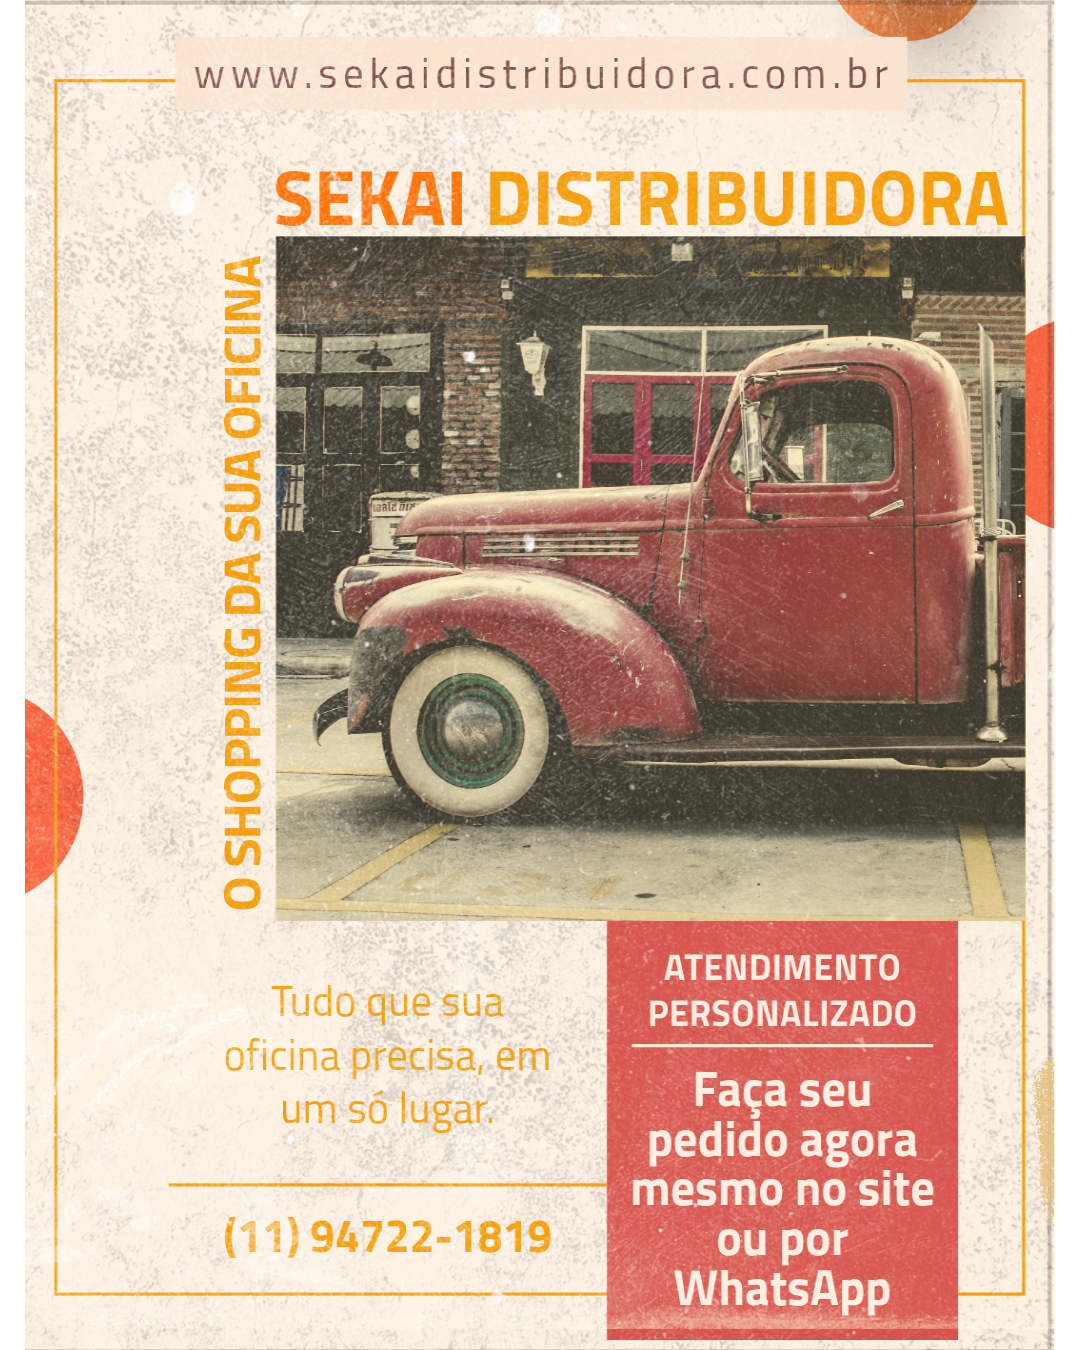 www.sekaidistribuidora.com.br
SEKAI DISTRIBUIDORA
O SHOPPING DA SUA OFICINA
Tudo que sua
oficina precisa, em
um só lugar.
(11) 94722-1819
ATENDIMENTO
PERSONALIZADO
Faça seu
pedido agora
mesmo no site
ou por
WhatsApp